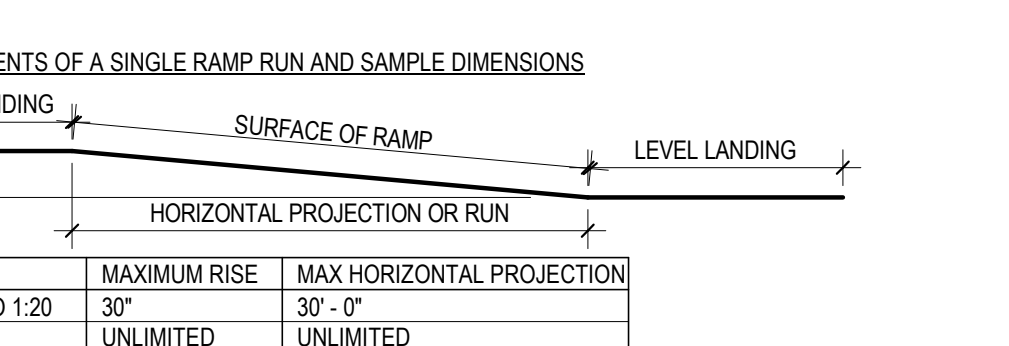 ENTS OF A SINGLE RAMP RUN AND SAMPLE DIMENSIONS
NDING
SURFACE OF RAMP
LEVEL LANDING
HORIZONTAL PROJECTION OR RUN
MAXIMUM RISE MAX HORIZONTAL PROJECTION
1:20 30" 30' - 0"
UNLIMITED UNLIMITED